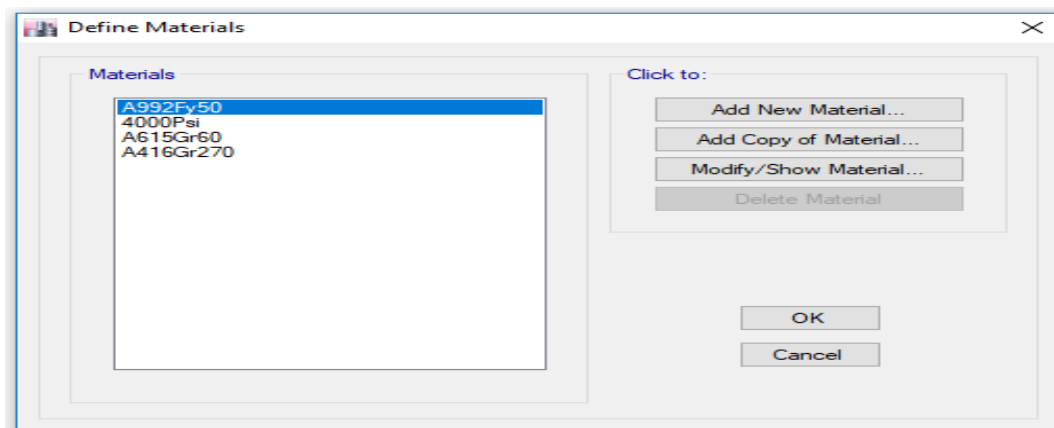 Define Materials
Materials
A992Fy50
4000Psi
A615Gr60
A416Gr270
Click to:
Add New Material...
Add Copy of Material...
Modify/Show Material...
Delete Material
OK
Cancel